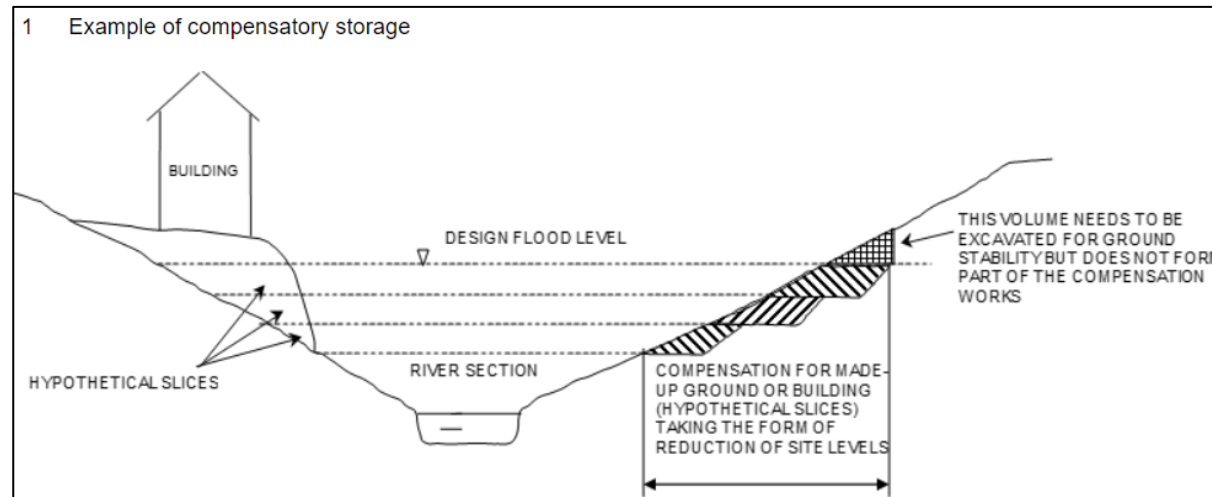 1 Example of compensatory storage
BUILDING
DESIGN FLOOD LEVEL
THIS VOLUME NEEDS TO BE
EXCAVATED FOR GROUND
STABILITY BUT DOES NOT FORM
PART OF THE COMPENSATION
WORKS
HYPOTHETICAL SLICES
RIVER SECTION
COMPENSATION FOR MADE-
UP GROUND OR BUILDING
(HYPOTHETICAL SLICES)
TAKING THE FORM OF
REDUCTION OF SITE LEVELS